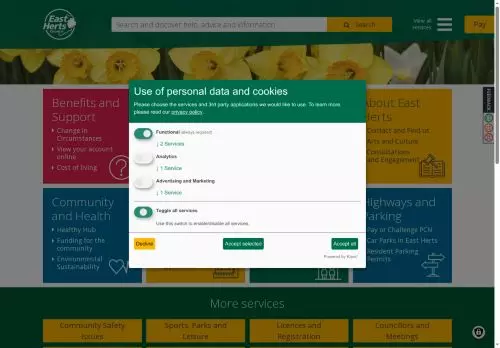 East
Herts
Council
Search and discover help, advice and information
Search
View all
services
Pay
Benefits and
Support
Change in
Circumstances
View your account
online
Cost of living
About East
Herts
Contact and Find us
Arts and Culture
Consultations
and Engagement
Use of personal data and cookies
Please choose the services and 3rd party applications we would like to use. To learn more
please read our privacy policy.
Functional (always required)
↓ 2 Services
Analytics
↓ 1 Service
Advertising and Marketing
↓ 1 Service
Toggle all services
Use this switch to enable/disable all services.
Decline
Accept selected
Accept all
Powered by Klaro!
Community
and Health
Healthy Hub
Funding for the
community
Environmental
Sustainability
Highways and
Parking
Pay or Challenge PCN
Car Parks in East Herts
Resident Parking
Permits
More services
Community Safety
Issues
Sports, Parks and
Leisure
Licences and
Registration
Councillors and
Meetings